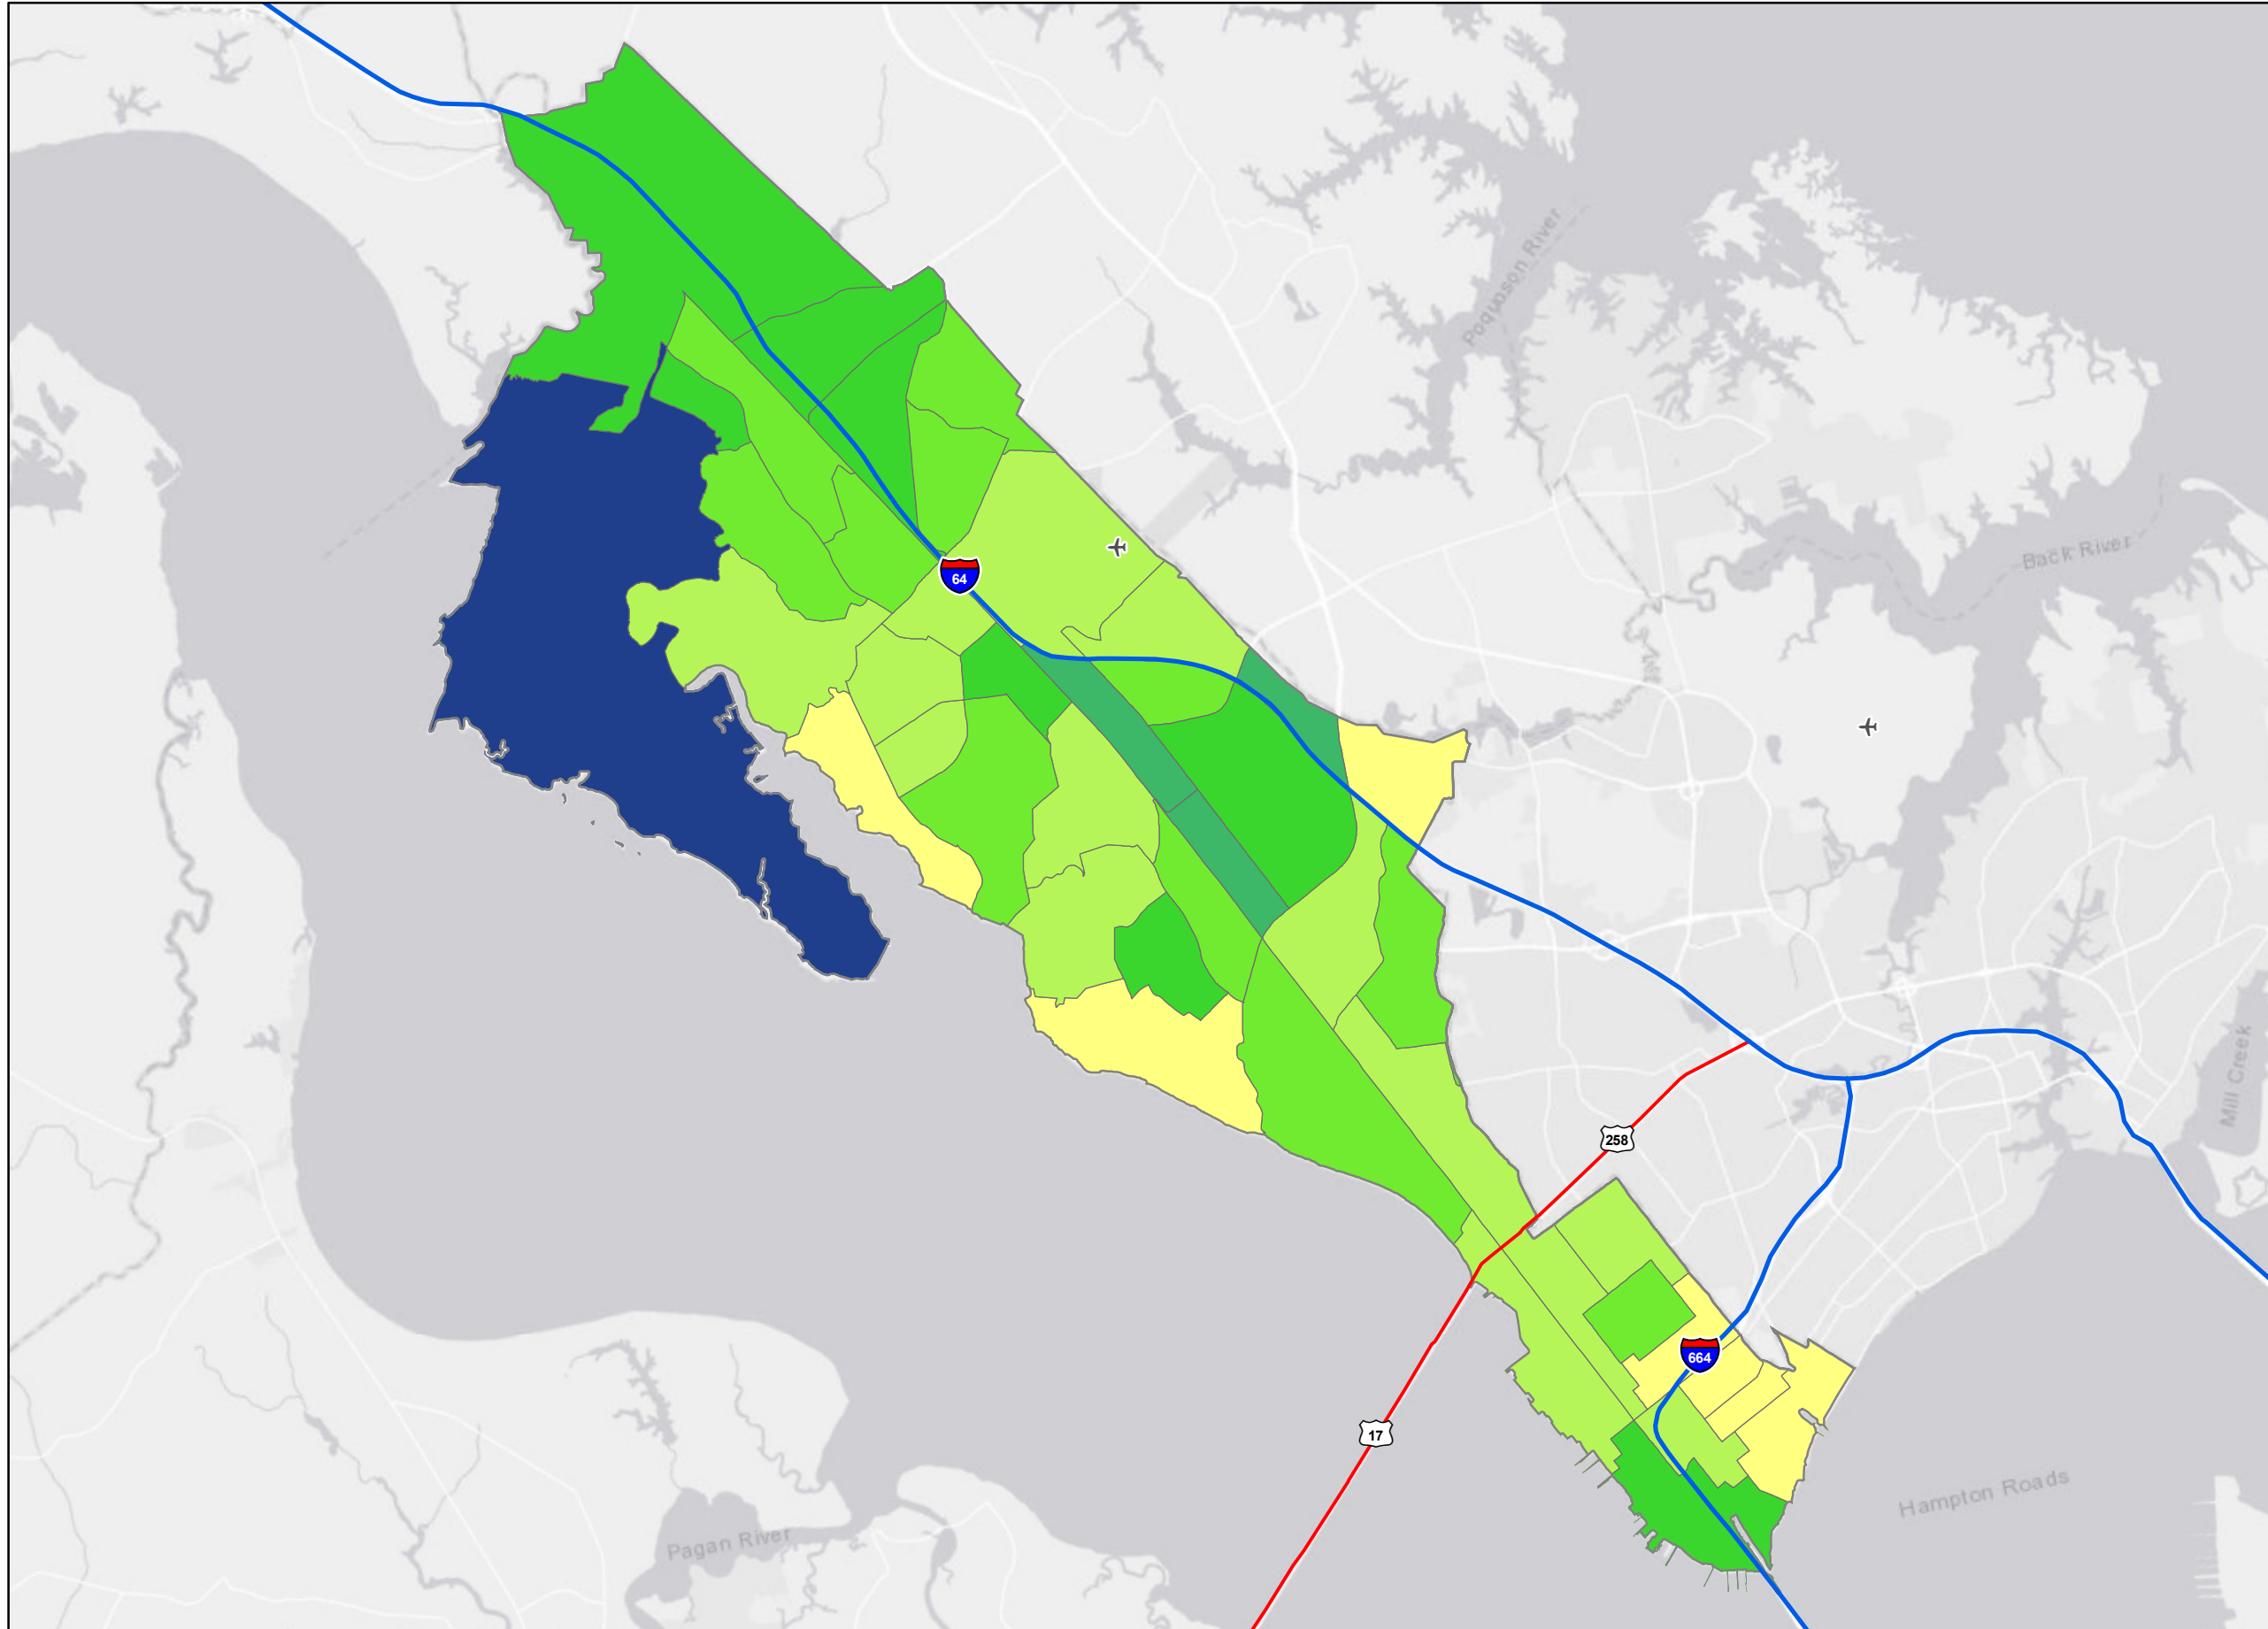 Poquoson River
Back River
64
Mill Creek
258
664
17
Hampton Roads
Pagan River